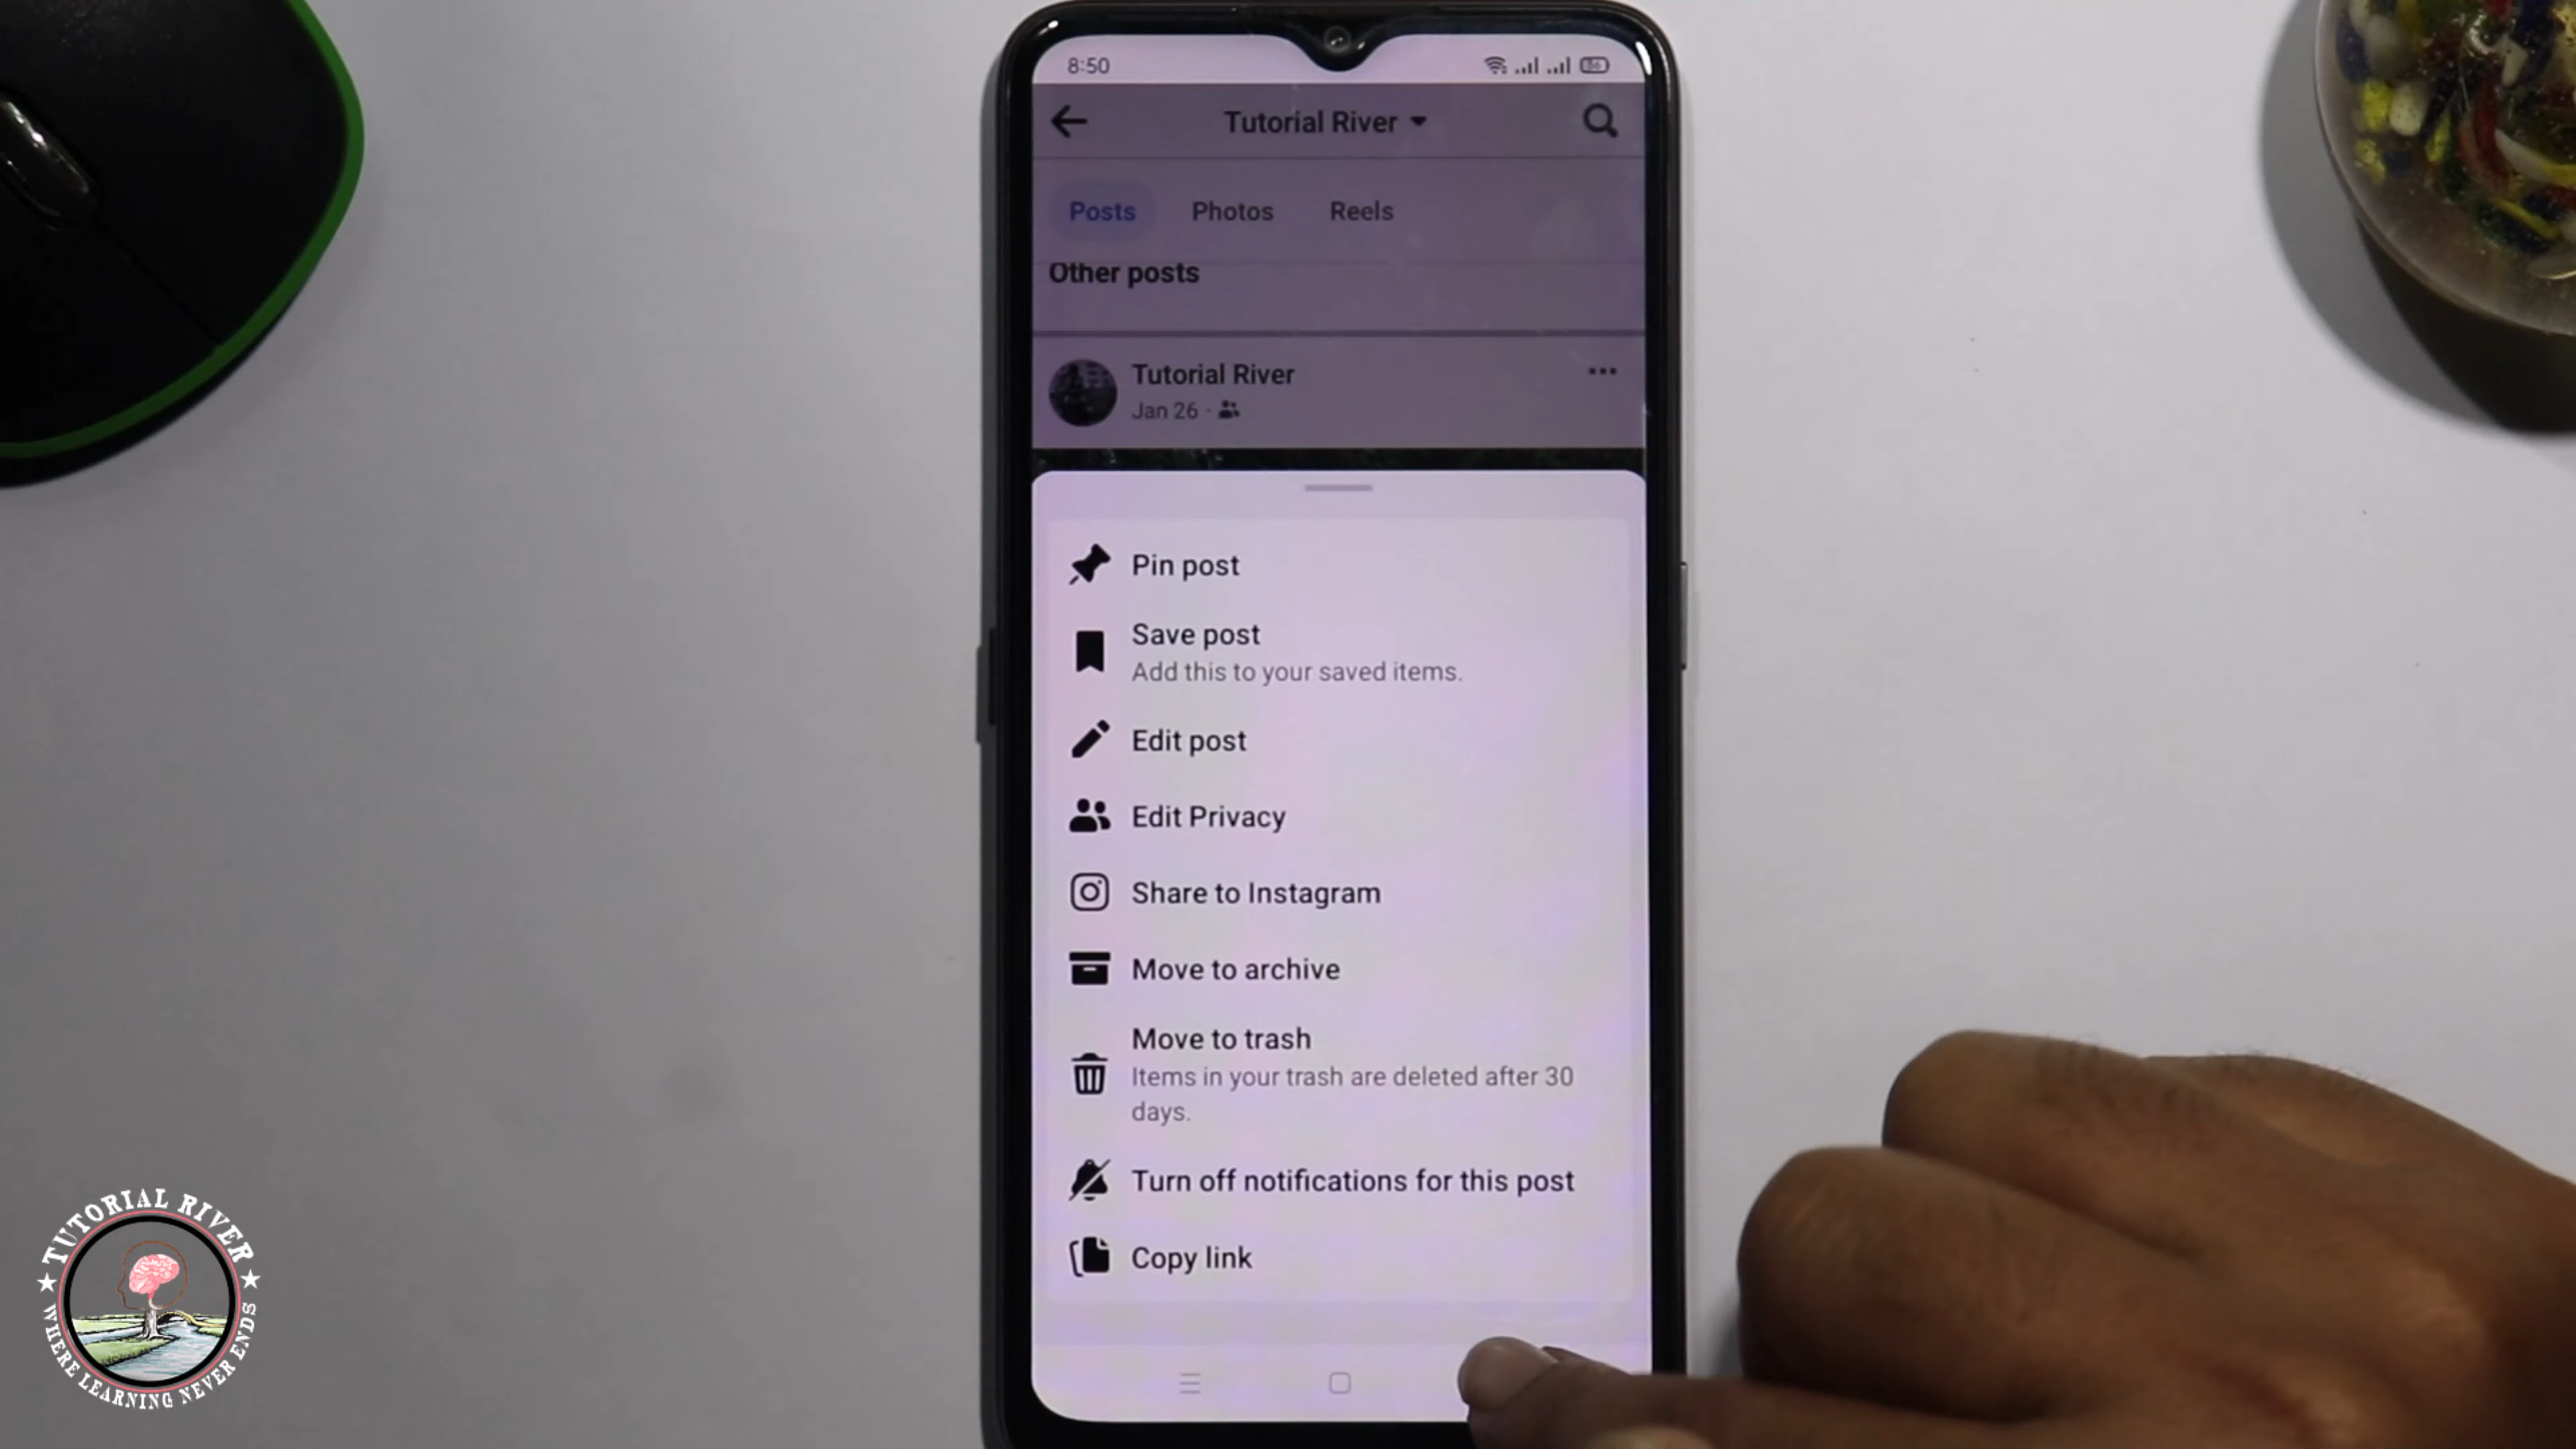 8:50
Tutorial River
Posts Photos Reels
Other posts
Tutorial River
Jan 26 ·
Pin post
Save post
Add this to your saved items.
Edit post
Edit Privacy
Share to Instagram
Move to archive
Move to trash
Items in your trash are deleted after 30
days.
Turn off notifications for this post
Copy link
TUTORIAL RIVER
WHERE LEARNING NEVER ENDS